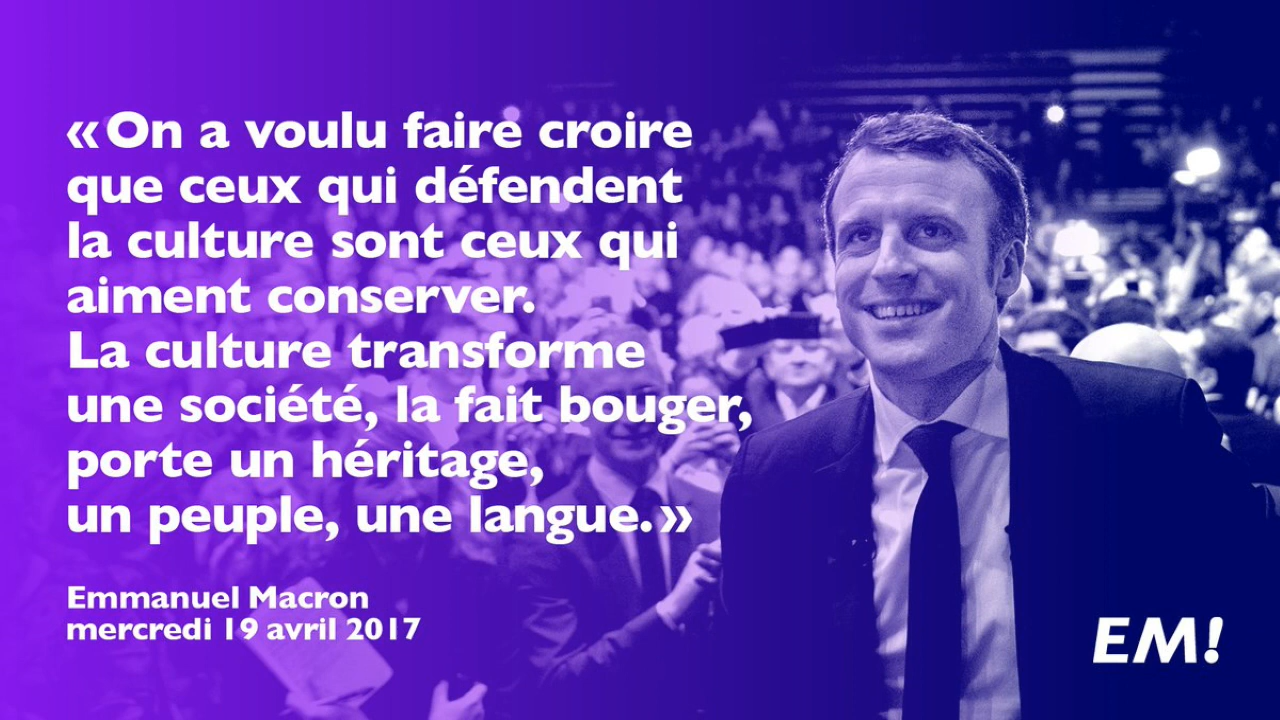 « On a voulu faire croire
que ceux qui défendent
la culture sont ceux qui
aiment conserver.
La culture transforme
une société, la fait bouger,
porte un héritage,
un peuple, une langue. »
Emmanuel Macron
mercredi 19 avril 2017
EM!